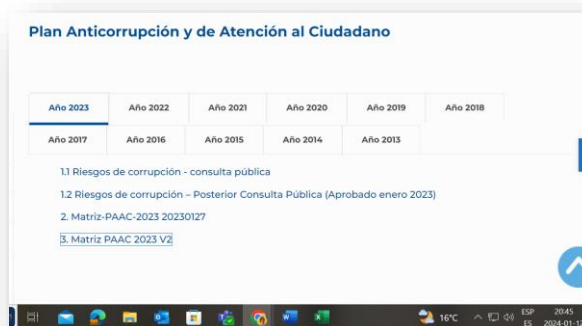 Plan Anticorrupción y de Atención al Ciudadano
Año 2023 Año 2022 Año 2021 Año 2020 Año 2019 Año 2018
Año 2017 Año 2016 Año 2015 Año 2014 Año 2013
1.1 Riesgos de corrupción - consulta pública
1.2 Riesgos de corrupción – Posterior Consulta Pública (Aprobado enero 2023)
2. Matriz-PAAC-2023 20230127
3. Matriz PAAC 2023 V2
16°C ESP 20:45
ES